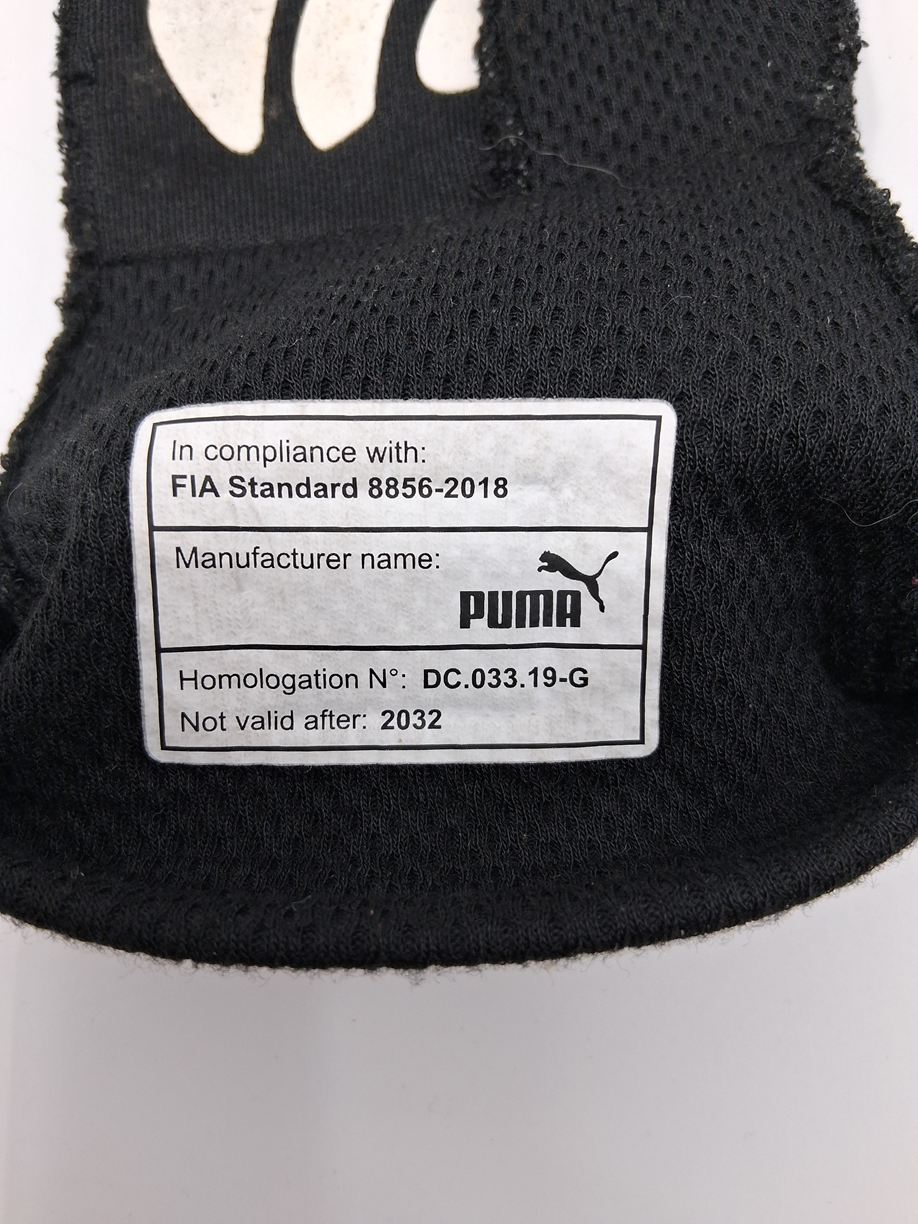 In compliance with:
FIA Standard 8856-2018
Manufacturer name:
PUMA
Homologation N°: DC.033.19-G
Not valid after: 2032